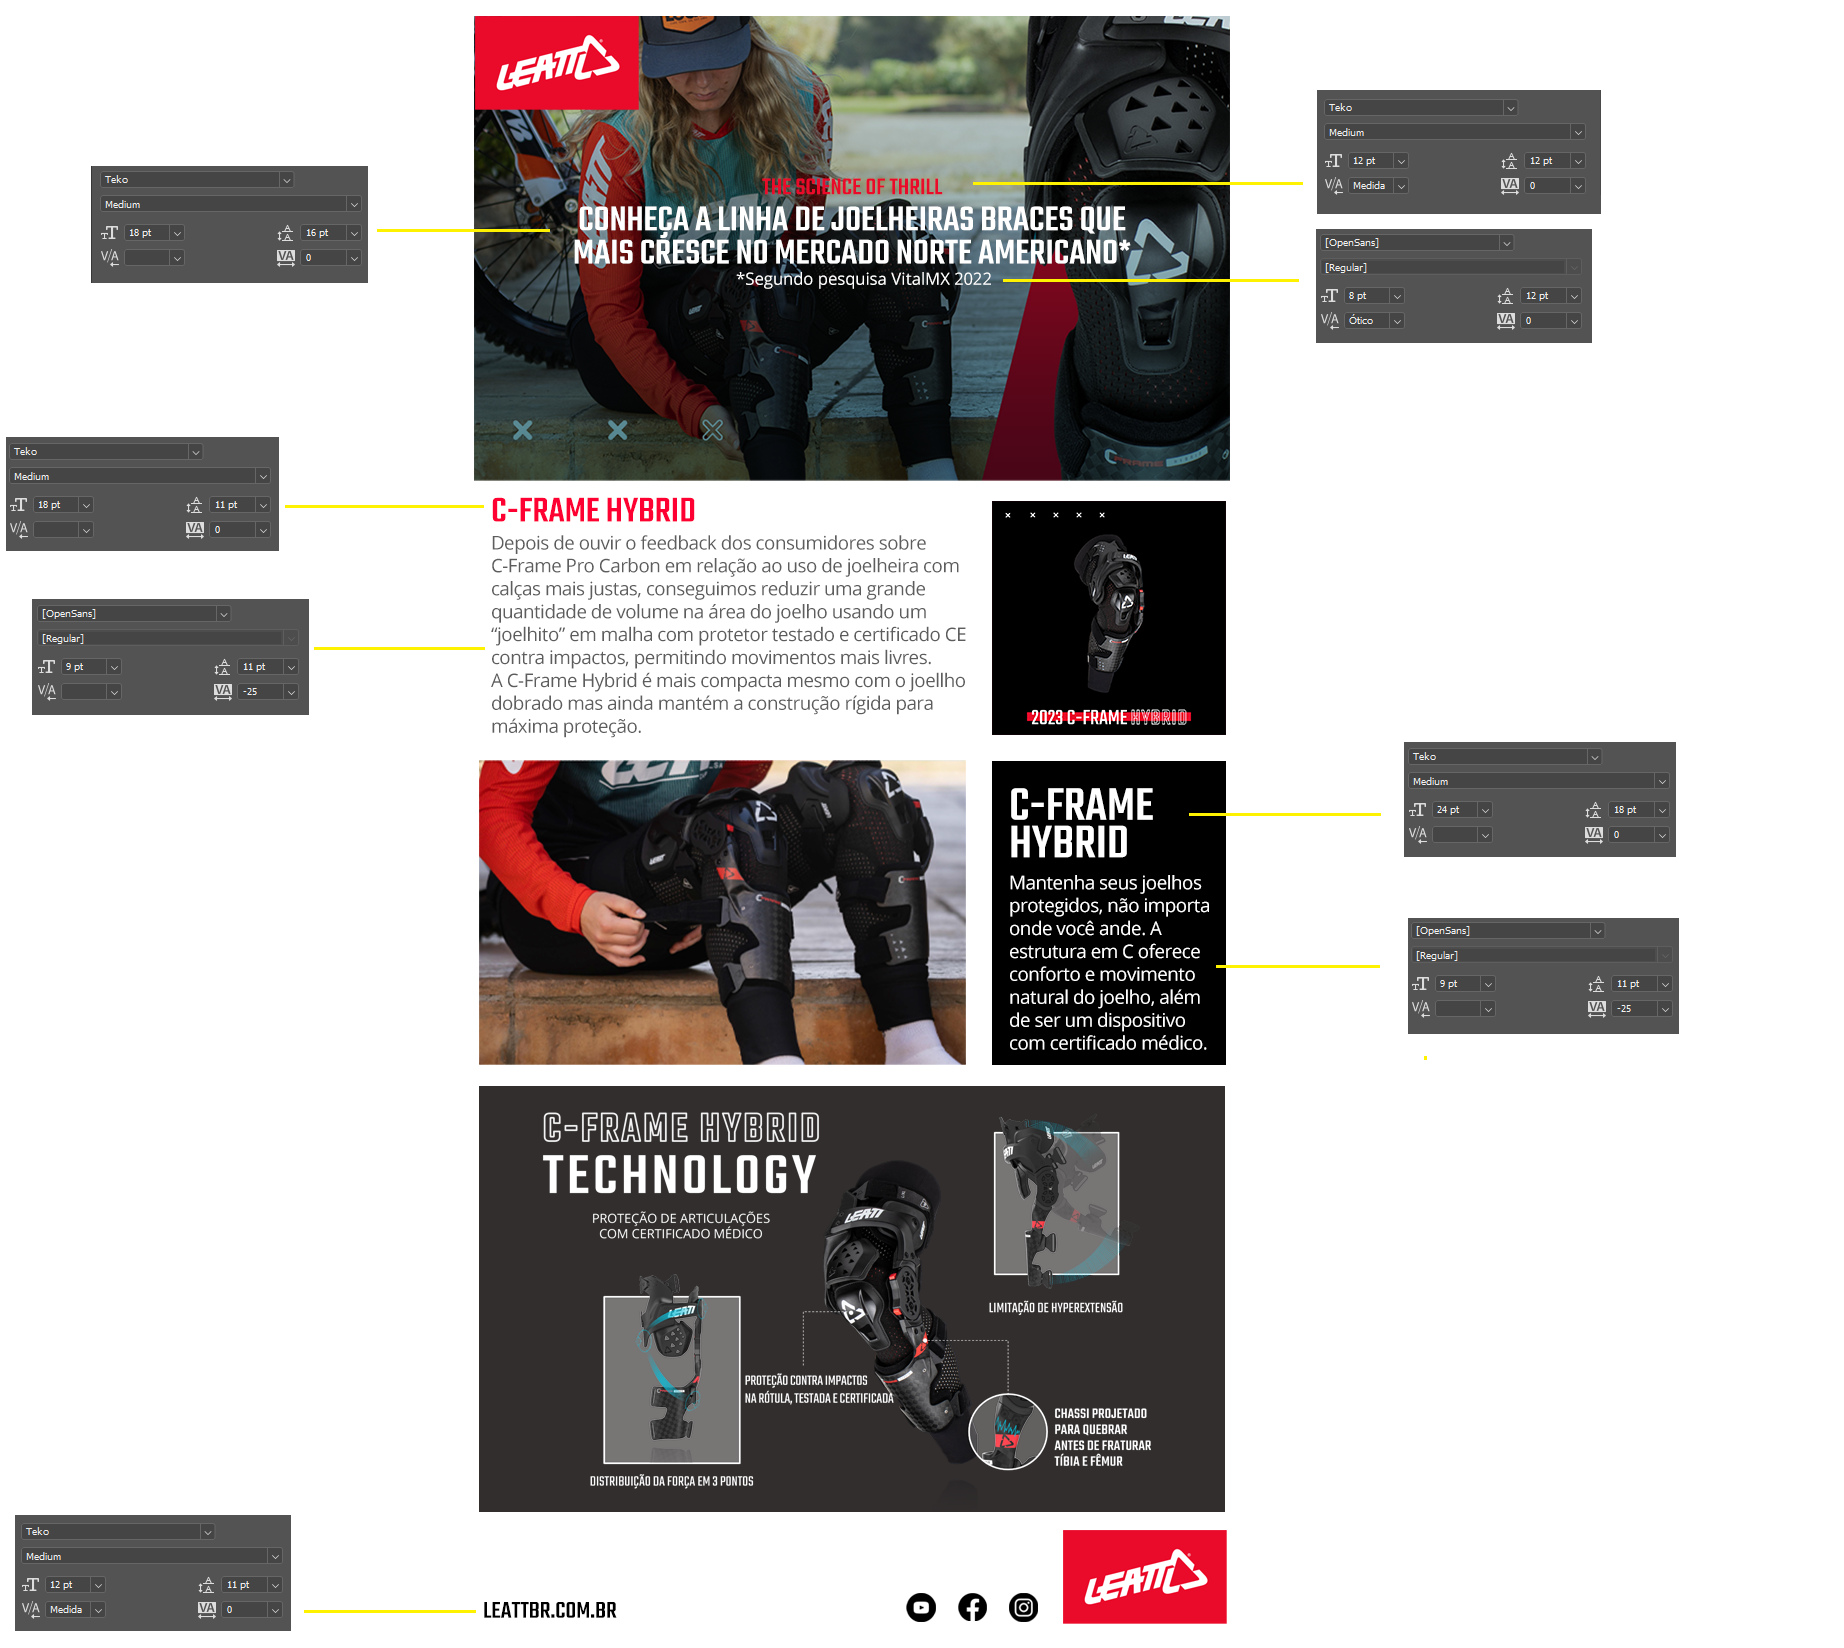 LEATT
THE SCIENCE OF THRILL
CONHEÇA A LINHA DE JOELHEIRAS BRACES QUE
MAIS CRESCE NO MERCADO NORTE AMERICANO*
*Segundo pesquisa VitalMX 2022
Teko
Medium
18 pt
16 pt
0
Teko
Medium
12 pt
12 pt
Medida
0
[OpenSans]
[Regular]
8 pt
12 pt
Ótico
0
Teko
Medium
18 pt
11 pt
0
C-FRAME HYBRID
Depois de ouvir o feedback dos consumidores sobre
C-Frame Pro Carbon em relação ao uso de joelheira com
calças mais justas, conseguimos reduzir uma grande
quantidade de volume na área do joelho usando um
“joelhito” em malha com protetor testado e certificado CE
contra impactos, permitindo movimentos mais livres.
A C-Frame Hybrid é mais compacta mesmo com o joellho
dobrado mas ainda mantém a construção rígida para
máxima proteção.
[OpenSans]
[Regular]
9 pt
11 pt
-25
2023 C-FRAME HYBRID
C-FRAME
HYBRID
Mantenha seus joelhos
protegidos, não importa
onde você ande. A
estrutura em C oferece
conforto e movimento
natural do joelho, além
de ser um dispositivo
com certificado médico.
Teko
Medium
24 pt
18 pt
0
[OpenSans]
[Regular]
9 pt
11 pt
-25
C-FRAME HYBRID
TECHNOLOGY
PROTEÇÃO DE ARTICULAÇÕES
COM CERTIFICADO MÉDICO
LEATT
LIMITAÇÃO DE HYPEREXTENSÃO
LEATT
PROTEÇÃO CONTRA IMPACTOS
NA RÓTULA, TESTADA E CERTIFICADA
CHASSI PROJETADO
PARA QUEBRAR
ANTES DE FRATURAR
TÍBIA E FÊMUR
DISTRIBUIÇÃO DA FORÇA EM 3 PONTOS
Teko
Medium
12 pt
11 pt
Medida
0
LEATTBR.COM.BR
LEATT